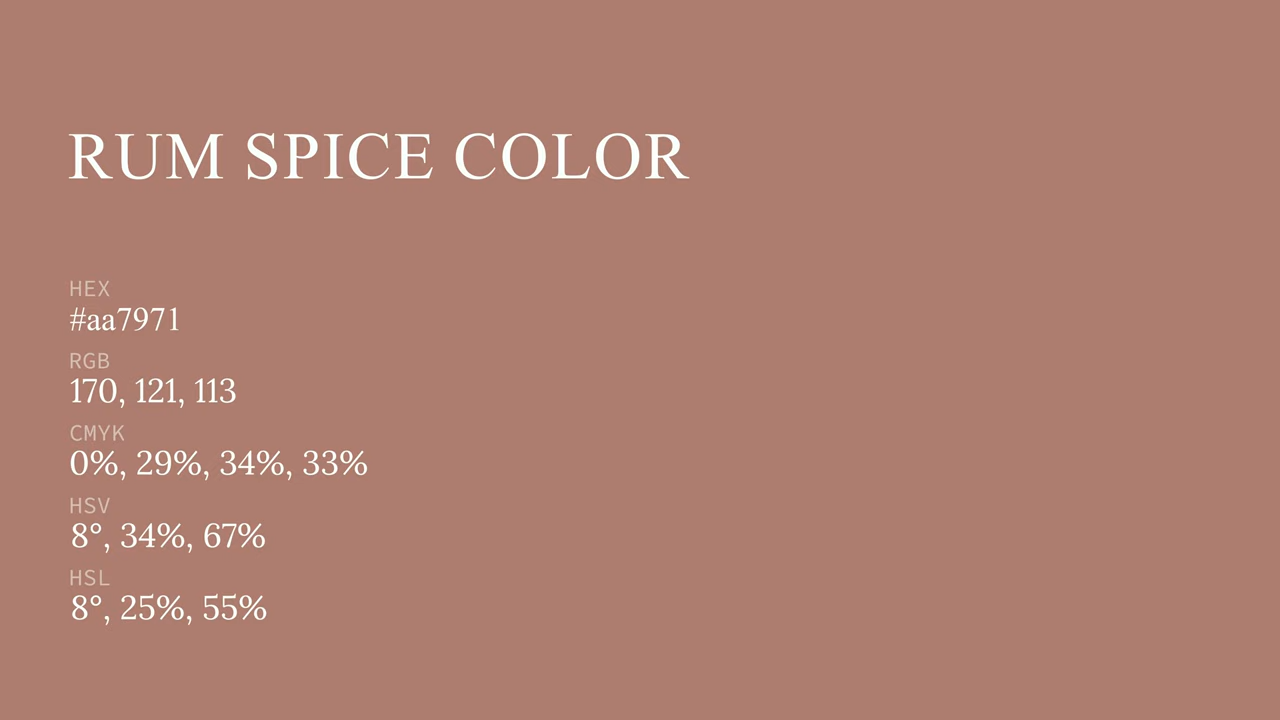 RUM SPICE COLOR
HEX
#aa7971
RGB
170, 121, 113
CMYK
0%, 29%, 34%, 33%
HSV
8°, 34%, 67%
HSL
8°, 25%, 55%